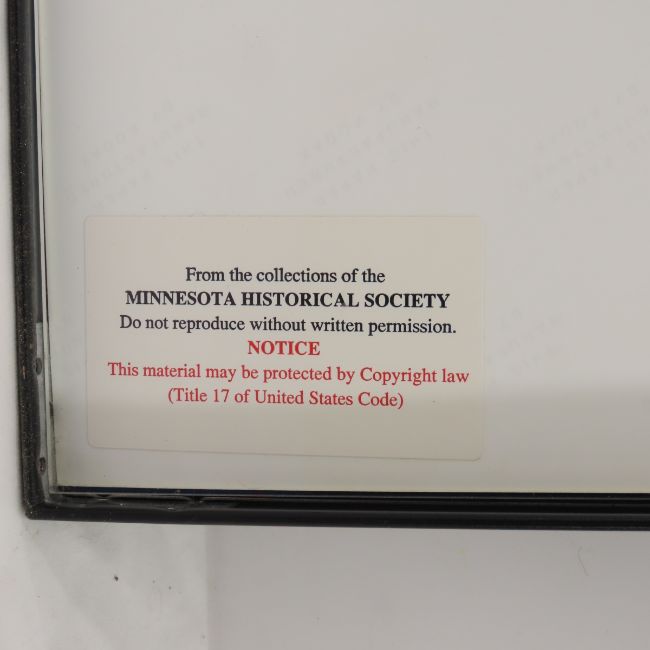 From the collections of the
MINNESOTA HISTORICAL SOCIETY
Do not reproduce without written permission.
NOTICE
This material may be protected by Copyright law
(Title 17 of United States Code)